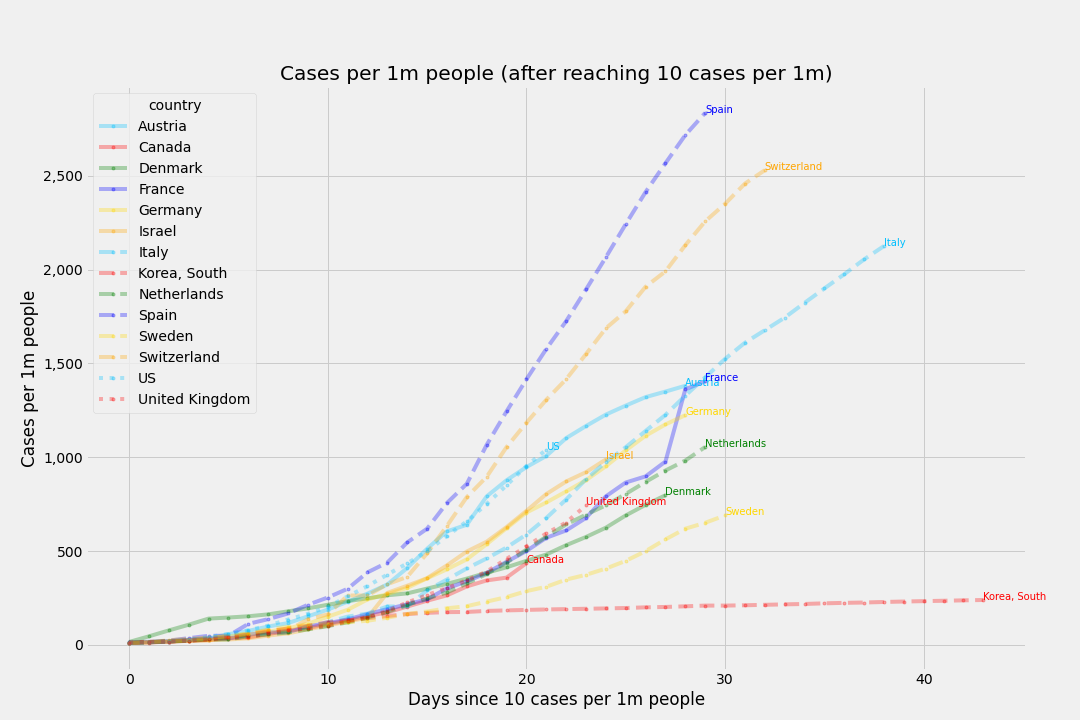 Cases per 1m people (after reaching 10 cases per 1m)
country
Austria
Canada
Denmark
France
Germany
Israel
Italy
Korea, South
Netherlands
Spain
Sweden
Switzerland
US
United Kingdom
Cases per 1m people
2,500
2,000
1,500
1,000
500
0
Spain
Switzerland
Italy
France
Austria
Germany
Netherlands
US
Israel
Denmark
United Kingdom
Sweden
Canada
Korea, South
0 10 20 30 40
Days since 10 cases per 1m people